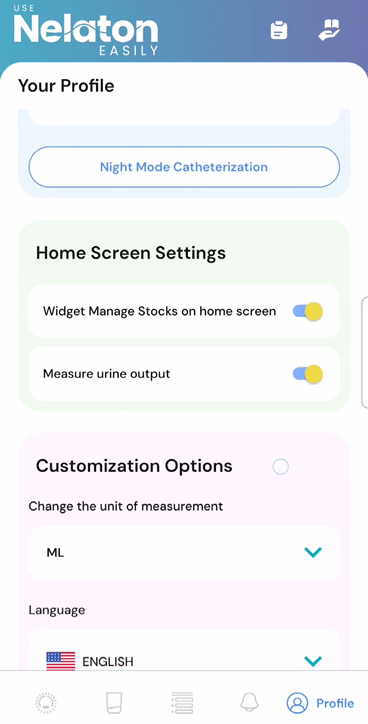 USE
Nelaton
EASILY
Your Profile
Night Mode Catheterization
Home Screen Settings
Widget Manage Stocks on home screen
Measure urine output
Customization Options
Change the unit of measurement
ML
Language
ENGLISH
Profile